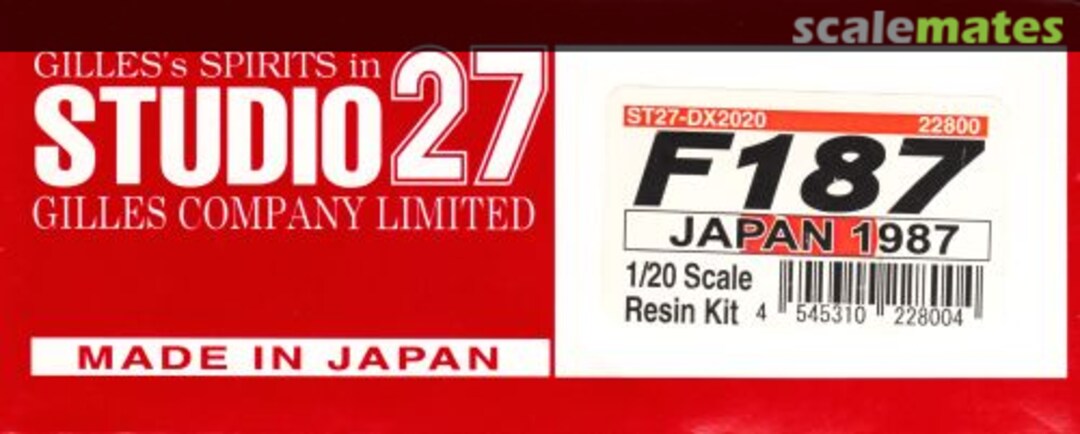 scalemates
GILLES's SPIRITS in
STUDIO27
GILLES COMPANY LIMITED
MADE IN JAPAN
ST27-DX2020 22800
F187
JAPAN 1987
1/20 Scale
Resin Kit
4 545310 228004